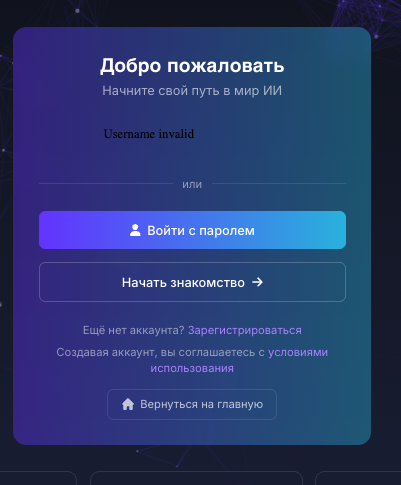 Добро пожаловать
Начните свой путь в мир ИИ
Username invalid
или
Войти с паролем
Начать знакомство →
Ещё нет аккаунта? Зарегистрироваться
Создавая аккаунт, вы соглашаетесь с условиями
использования
Вернуться на главную